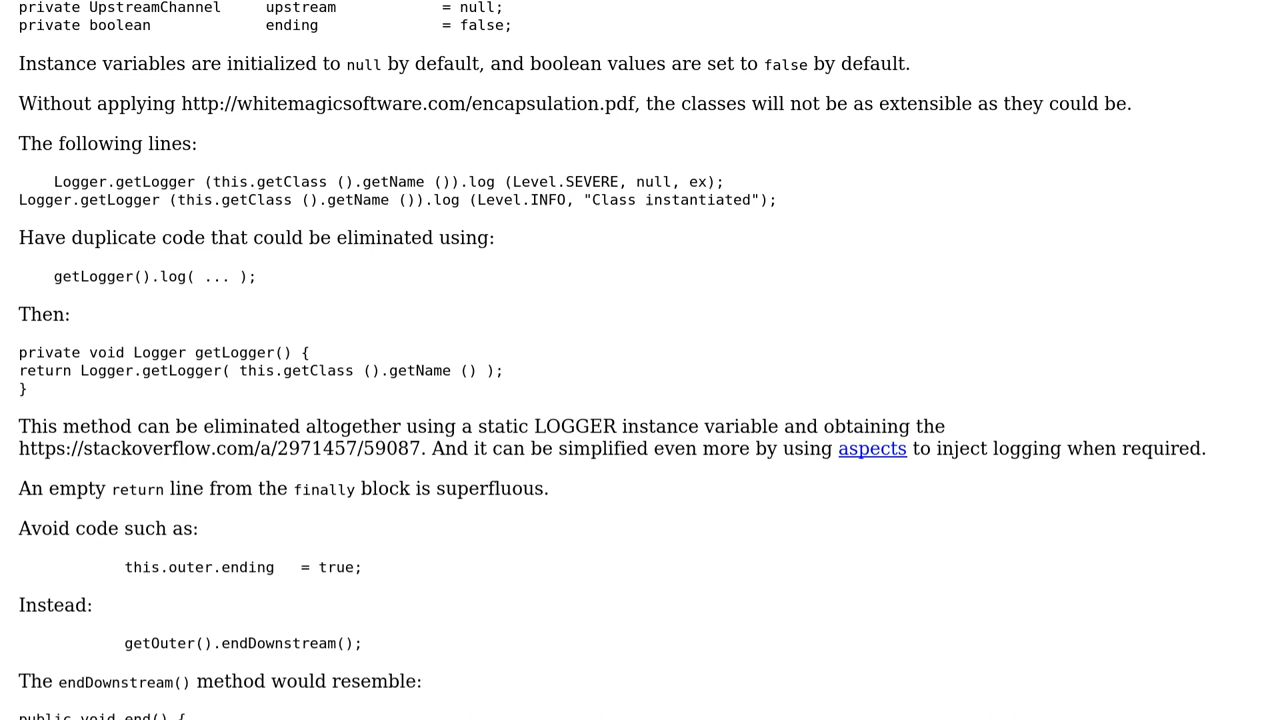 private UpstreamChannel     upstream            = null;
private boolean             ending              = false;
Instance variables are initialized to null by default, and boolean values are set to false by default.
Without applying http://whitemagicsoftware.com/encapsulation.pdf, the classes will not be as extensible as they could be.
The following lines:
    Logger.getLogger (this.getClass ().getName ()).log (Level.SEVERE, null, ex);
Logger.getLogger (this.getClass ().getName ()).log (Level.INFO, "Class instantiated");
Have duplicate code that could be eliminated using:
    getLogger().log( ... );
Then:
private void Logger getLogger() {
return Logger.getLogger( this.getClass ().getName () );
}
This method can be eliminated altogether using a static LOGGER instance variable and obtaining the
https://stackoverflow.com/a/2971457/59087. And it can be simplified even more by using aspects to inject logging when required.
An empty return line from the finally block is superfluous.
Avoid code such as:
            this.outer.ending   = true;
Instead:
            getOuter().endDownstream();
The endDownstream() method would resemble:
public void end() {